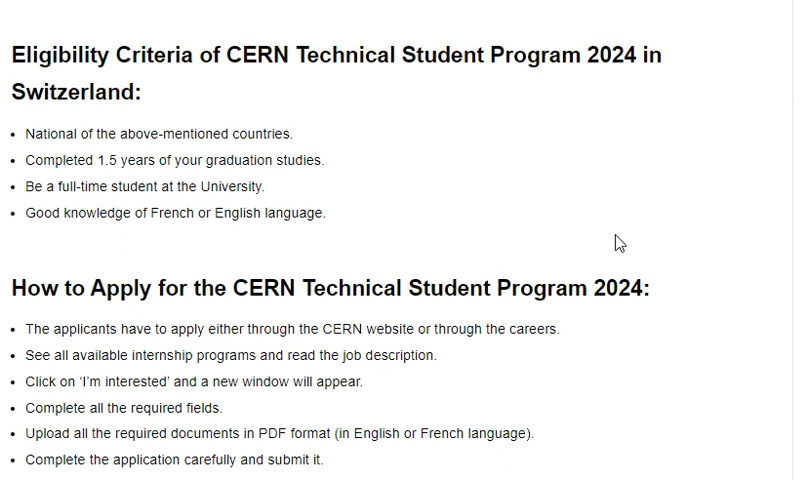 Eligibility Criteria of CERN Technical Student Program 2024 in
Switzerland:
• National of the above-mentioned countries.
• Completed 1.5 years of your graduation studies.
• Be a full-time student at the University.
• Good knowledge of French or English language.
How to Apply for the CERN Technical Student Program 2024:
• The applicants have to apply either through the CERN website or through the careers.
• See all available internship programs and read the job description.
• Click on ‘I’m interested’ and a new window will appear.
• Complete all the required fields.
• Upload all the required documents in PDF format (in English or French language).
• Complete the application carefully and submit it.